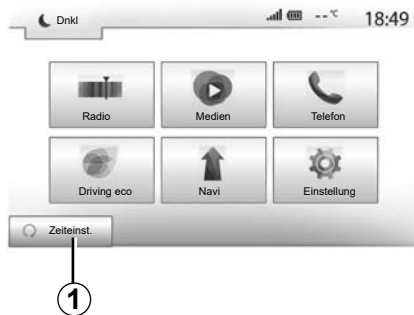 Dnkl
--°C
18:49
Radio
Medien
Telefon
Driving eco
Navi
Einstellung
Zeiteinst.
1